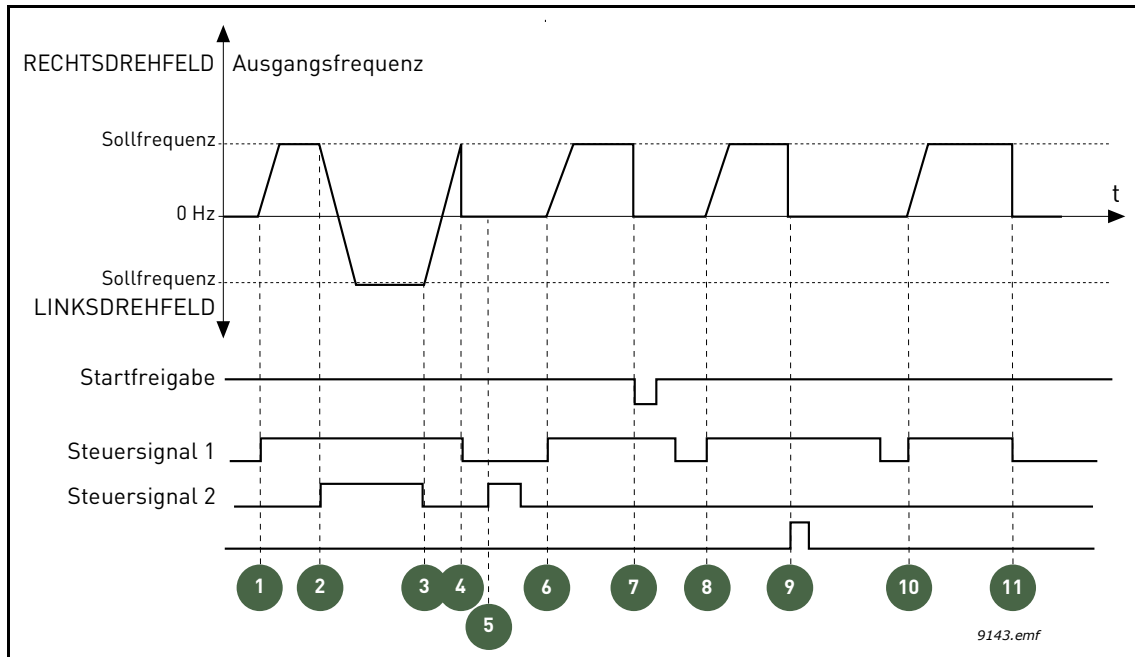 RECHTSDREHFELD
Ausgangsfrequenz
Sollfrequenz
t
0 Hz
Sollfrequenz
LINKSDREHFELD
Startfreigabe
Steuersignal 1
Steuersignal 2
1 2 3 4 6 7 8 9 10 11
5
9143.emf